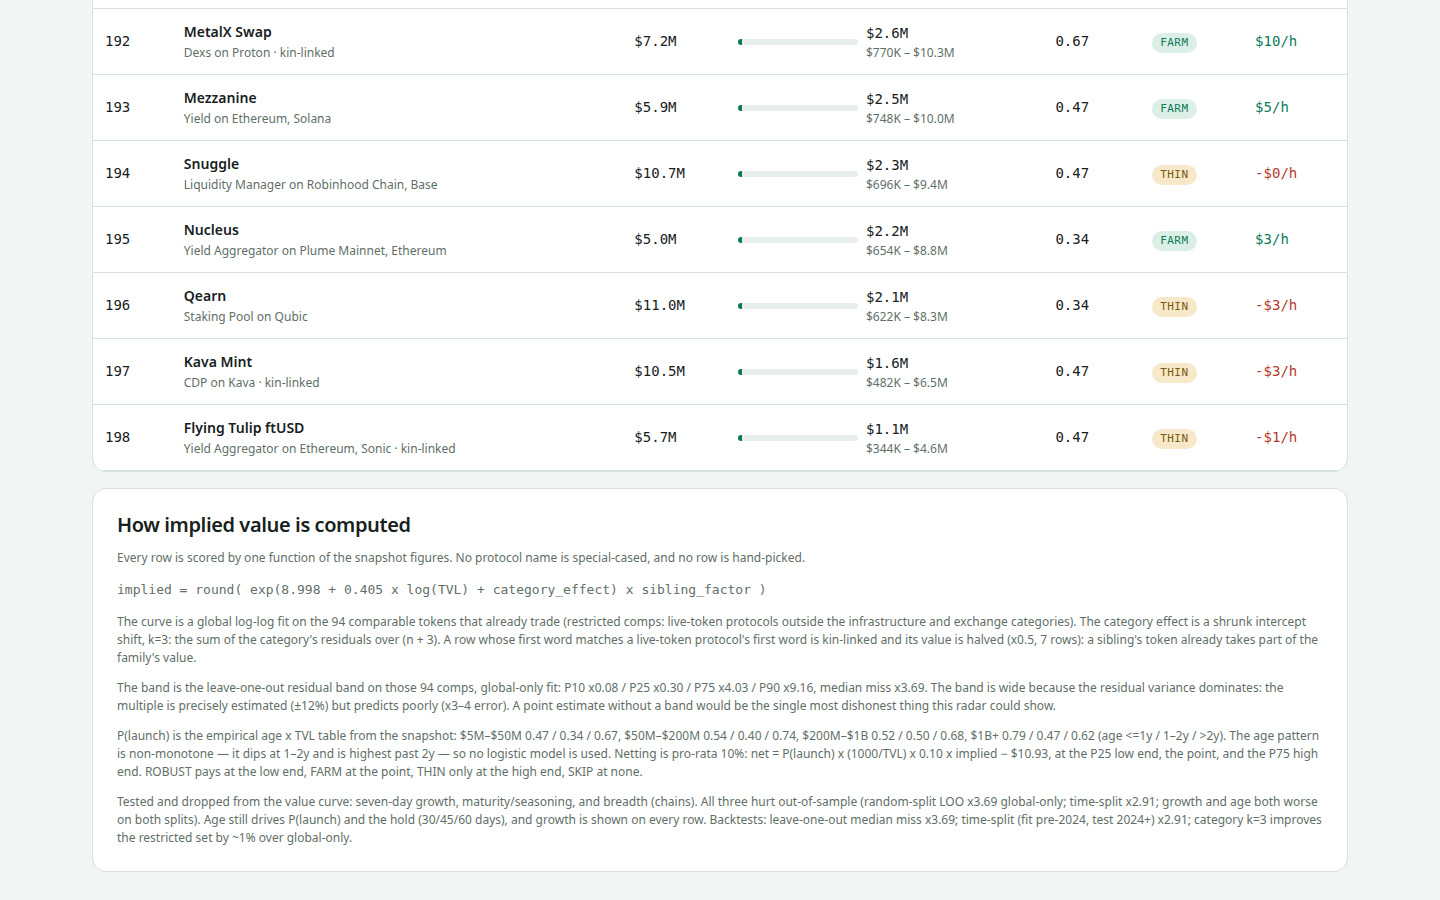 192
MetalX Swap
Dexs on Proton · kin-linked
$7.2M
$2.6M
$770K – $10.3M
0.67
FARM
$10/h
193
Mezzanine
Yield on Ethereum, Solana
$5.9M
$2.5M
$748K – $10.0M
0.47
FARM
$5/h
194
Snuggle
Liquidity Manager on Robinhood Chain, Base
$10.7M
$2.3M
$696K – $9.4M
0.47
THIN
-$0/h
195
Nucleus
Yield Aggregator on Plume Mainnet, Ethereum
$5.0M
$2.2M
$654K – $8.8M
0.34
FARM
$3/h
196
Qearn
Staking Pool on Qubic
$11.0M
$2.1M
$622K – $8.3M
0.34
THIN
-$3/h
197
Kava Mint
CDP on Kava · kin-linked
$10.5M
$1.6M
$482K – $6.5M
0.47
THIN
-$3/h
198
Flying Tulip ftUSD
Yield Aggregator on Ethereum, Sonic · kin-linked
$5.7M
$1.1M
$344K – $4.6M
0.47
THIN
-$1/h
How implied value is computed
Every row is scored by one function of the snapshot figures. No protocol name is special-cased, and no row is hand-picked.
implied = round( exp(8.998 + 0.405 x log(TVL) + category_effect) x sibling_factor )
The curve is a global log-log fit on the 94 comparable tokens that already trade (restricted comps: live-token protocols outside the infrastructure and exchange categories). The category effect is a shrunk intercept
shift, k=3: the sum of the category's residuals over (n + 3). A row whose first word matches a live-token protocol's first word is kin-linked and its value is halved (x0.5, 7 rows): a sibling's token already takes part of the
family's value.
The band is the leave-one-out residual band on those 94 comps, global-only fit: P10 x0.08 / P25 x0.30 / P75 x4.03 / P90 x9.16, median miss x3.69. The band is wide because the residual variance dominates: the
multiple is precisely estimated (±12%) but predicts poorly (x3–4 error). A point estimate without a band would be the single most dishonest thing this radar could show.
P(launch) is the empirical age x TVL table from the snapshot: $5M–$50M 0.47 / 0.34 / 0.67, $50M–$200M 0.54 / 0.40 / 0.74, $200M–$1B 0.52 / 0.50 / 0.68, $1B+ 0.79 / 0.47 / 0.62 (age <=1y / 1–2y / >2y). The age pattern
is non-monotone — it dips at 1–2y and is highest past 2y — so no logistic model is used. Netting is pro-rata 10%: net = P(launch) x (1000/TVL) x 0.10 x implied − $10.93, at the P25 low end, the point, and the P75 high
end. ROBUST pays at the low end, FARM at the point, THIN only at the high end, SKIP at none.
Tested and dropped from the value curve: seven-day growth, maturity/seasoning, and breadth (chains). All three hurt out-of-sample (random-split LOO x3.69 global-only; time-split x2.91; growth and age both worse
on both splits). Age still drives P(launch) and the hold (30/45/60 days), and growth is shown on every row. Backtests: leave-one-out median miss x3.69; time-split (fit pre-2024, test 2024+) x2.91; category k=3 improves
the restricted set by ~1% over global-only.